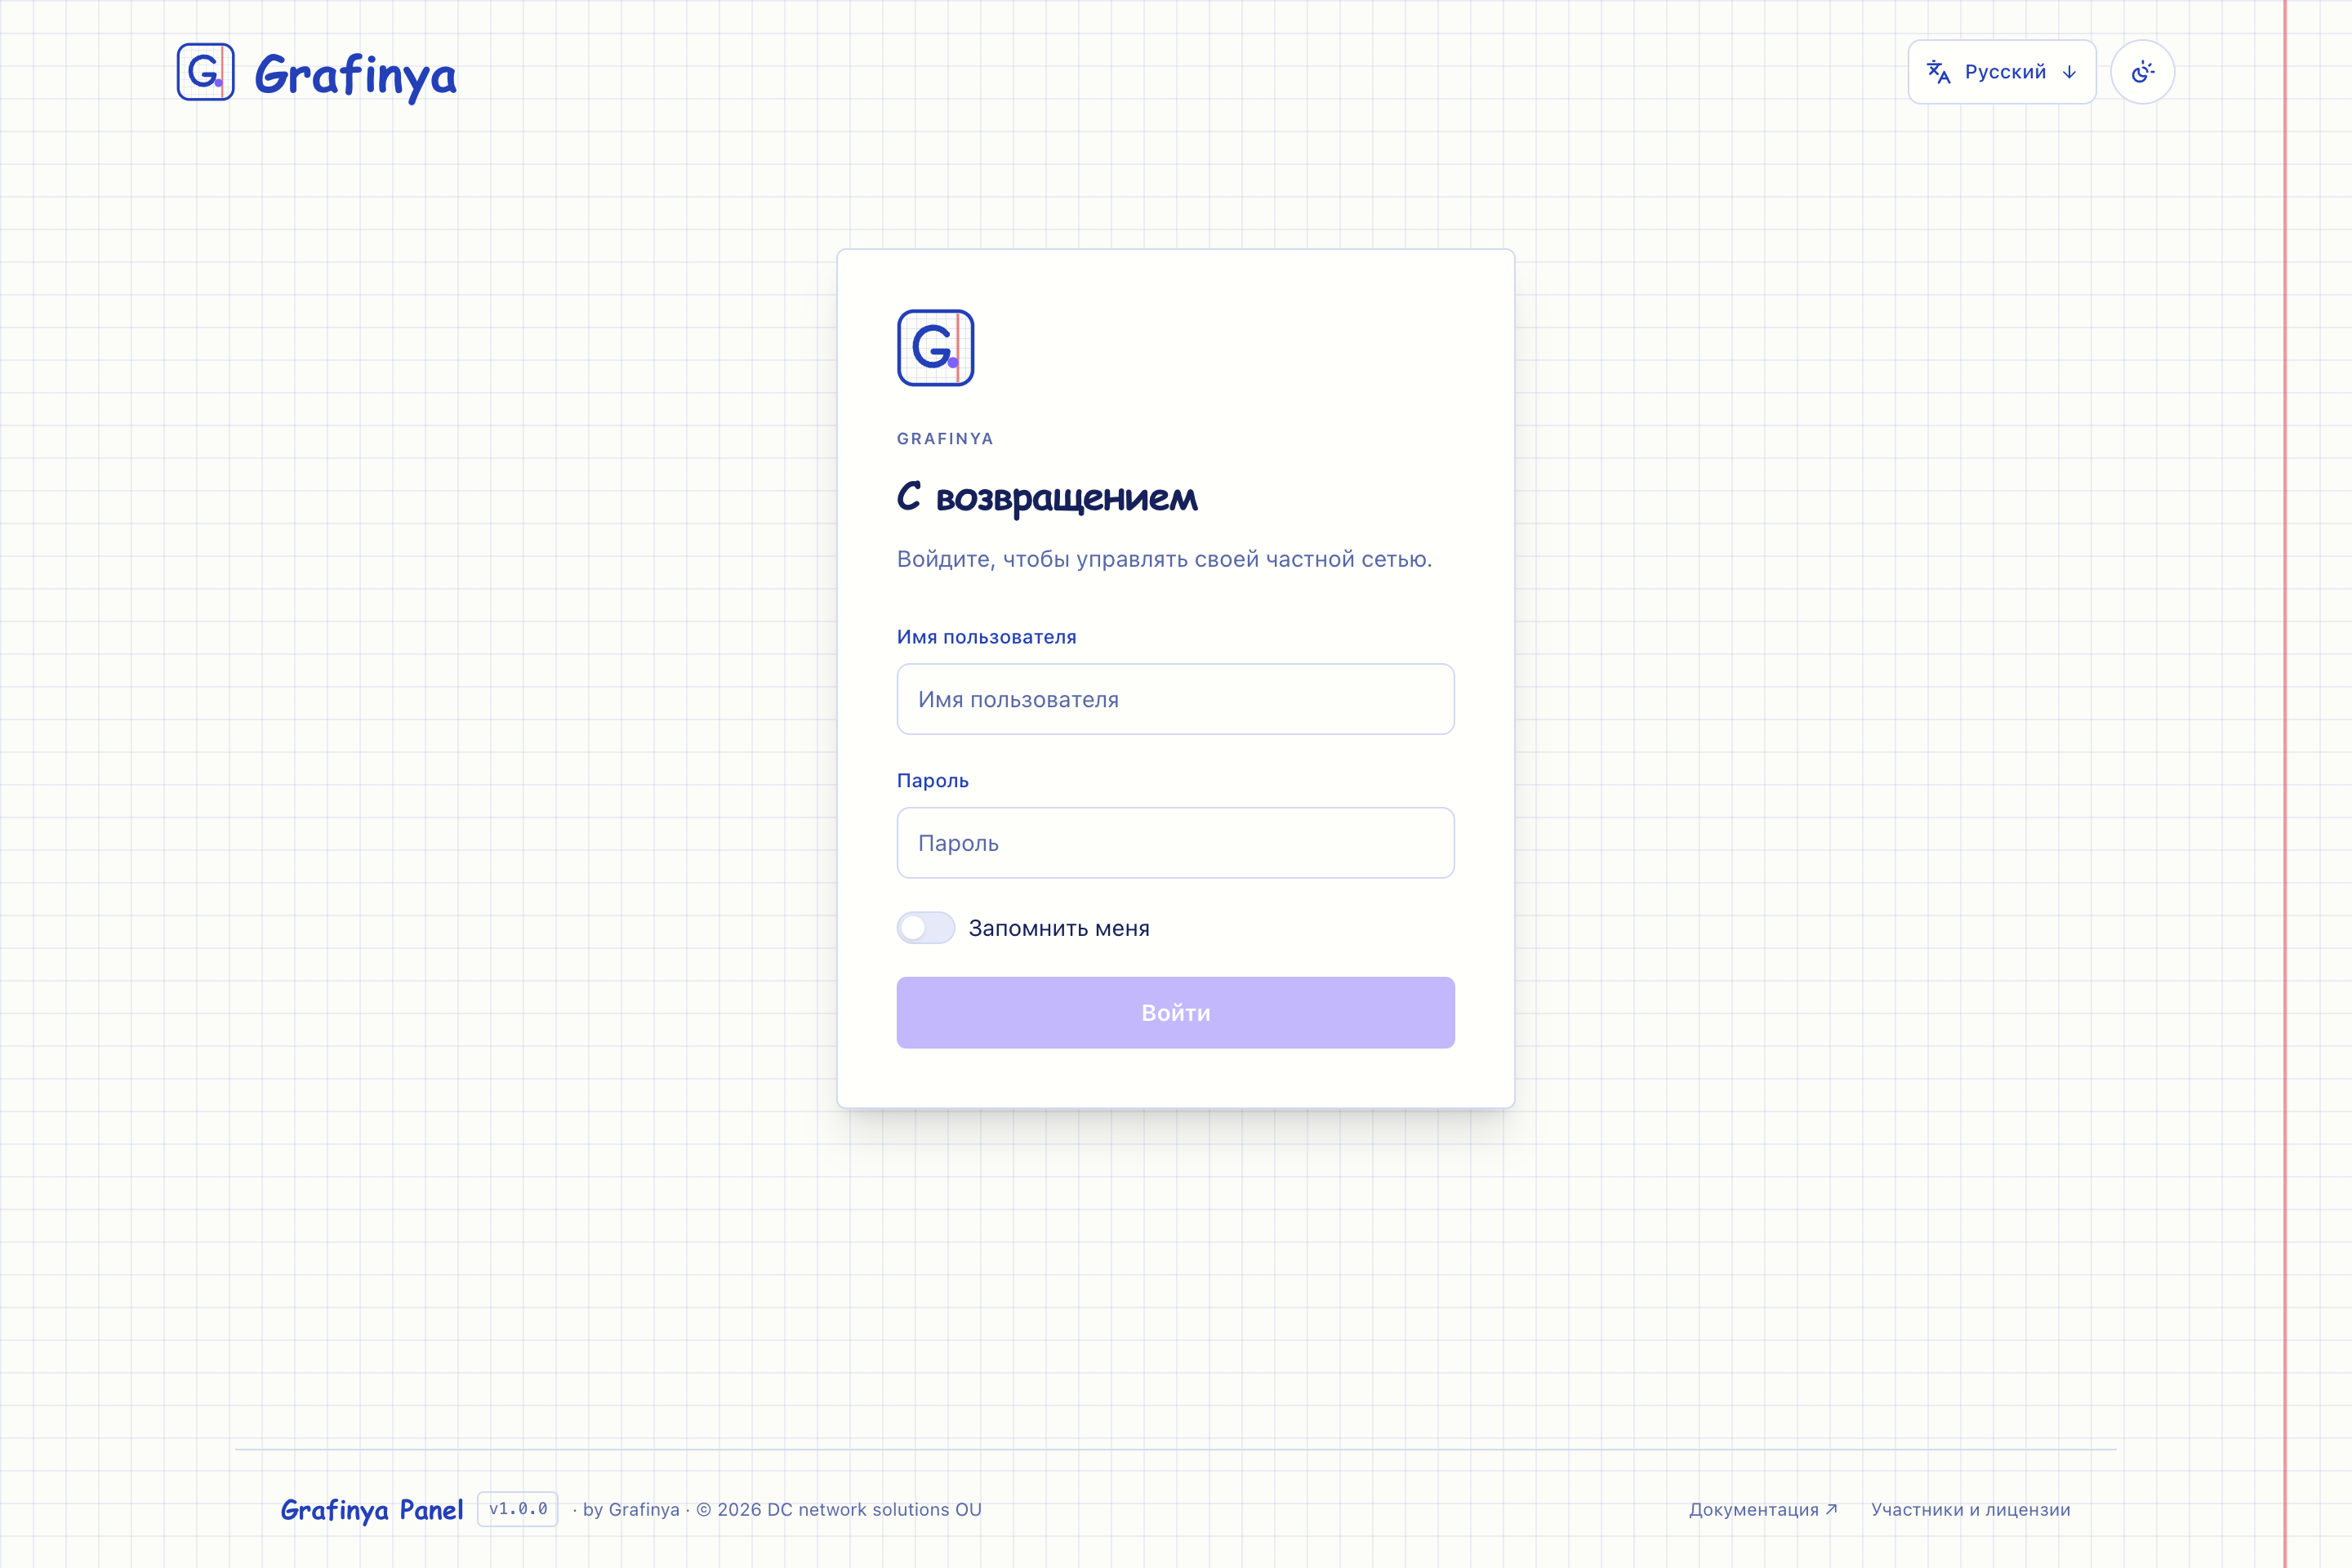 G.
Grafinya
Русский
G.
GRAFINYA
С возвращением
Войдите, чтобы управлять своей частной сетью.
Имя пользователя
Имя пользователя
Пароль
Пароль
Запомнить меня
Войти
Grafinya Panel v1.0.0 · by Grafinya · © 2026 DC network solutions OU
Документация ↗ Участники и лицензии